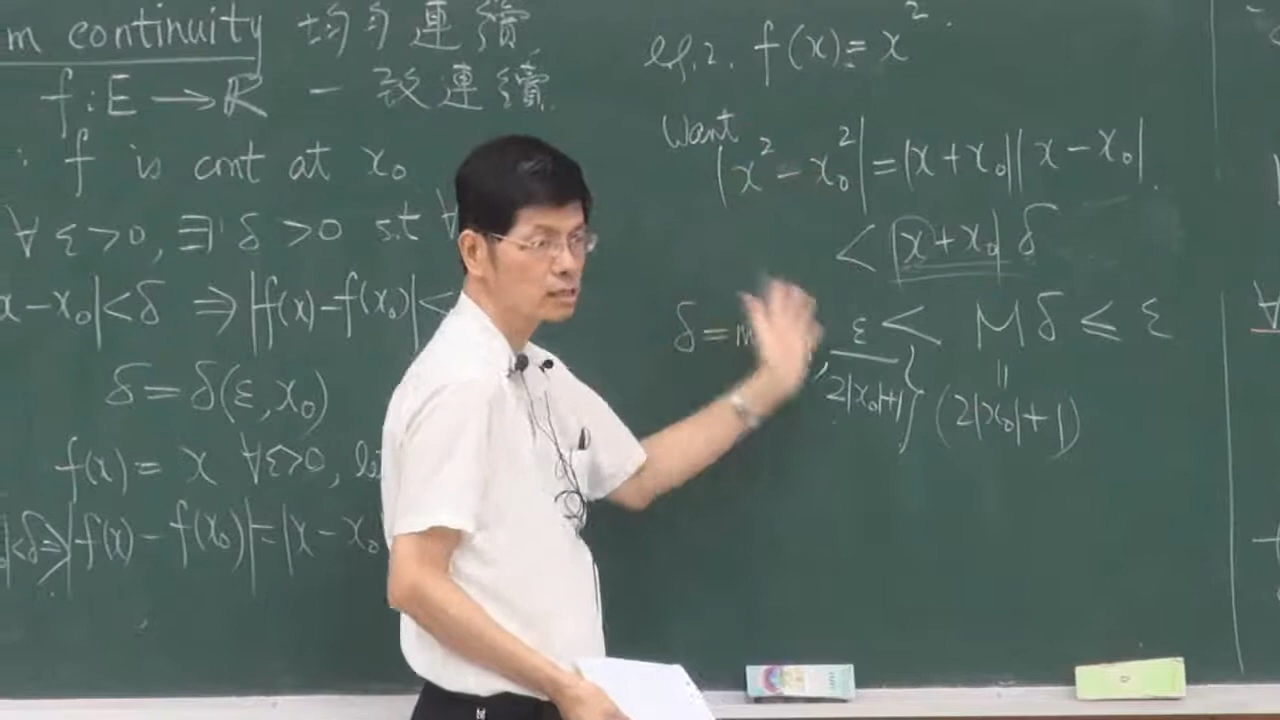 m continuity 均勻連續
f: E → R 一致連續
: f is cnt at x₀
∀ ε>0, ∃ δ>0 s.t ∀
x-x₀|<δ ⇒ |f(x)-f(x₀)|<
δ = δ(ε, x₀)
f(x) = x ∀ε>0, le
|<δ ⇒ |f(x) - f(x₀)| = |x - x₀
eg. 2. f(x) = x².
Want
|x² - x₀²| = |x+x₀||x-x₀|.
< |x+x₀| δ
< M δ ≤ ε
δ = m
, ε/(2|x₀|+1)}
||
(2|x₀|+1)